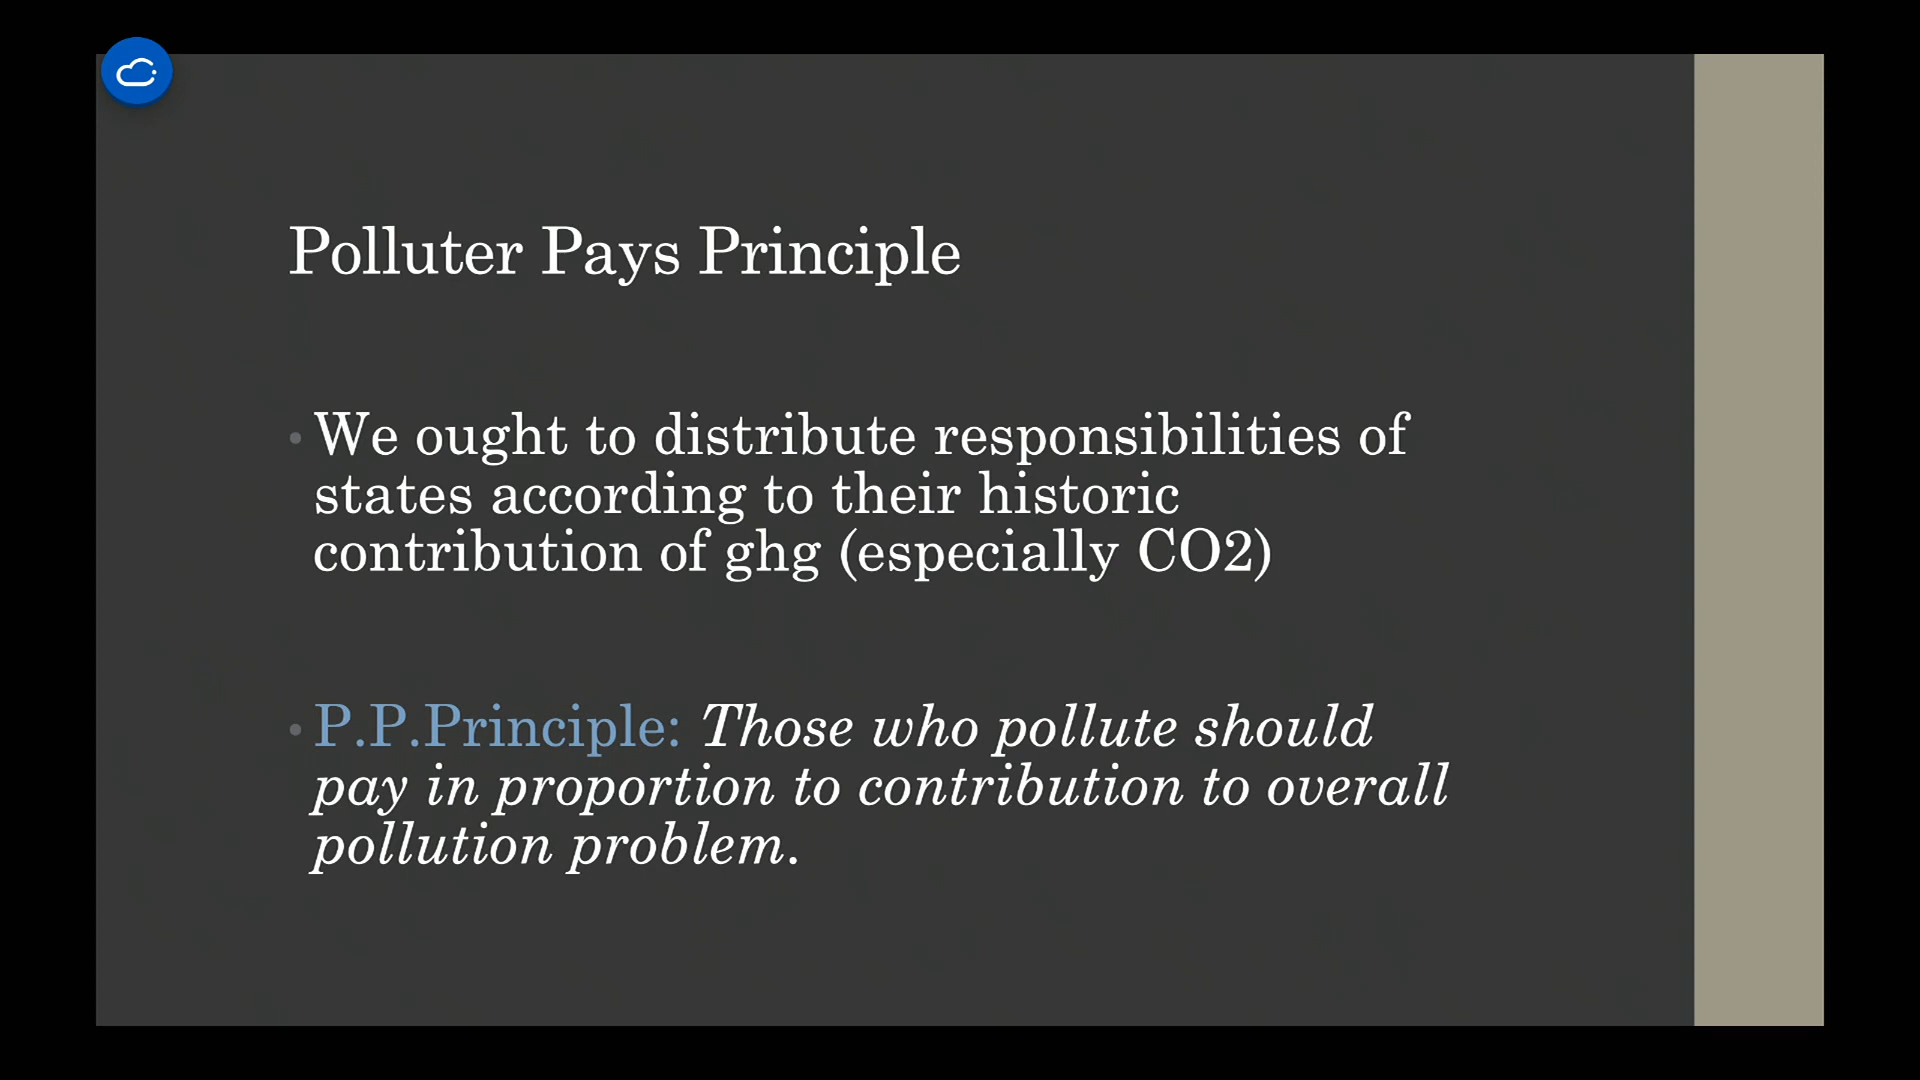 Polluter Pays Principle
• We ought to distribute responsibilities of
states according to their historic
contribution of ghg (especially CO2)
• P.P.Principle: Those who pollute should
pay in proportion to contribution to overall
pollution problem.